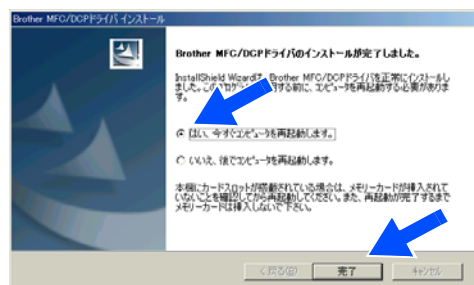 Brother MFC/DCPドライバ インストール
Brother MFC/DCPドライバのインストールが完了しました。
InstallShield Wizardは、Brother MFC/DCPドライバを正常にインストールし
ました。このプログラムを使用する前に、コンピュータを再起動する必要がありま
す。
はい、今すぐコンピュータを再起動します。
いいえ、後でコンピュータを再起動します。
本機にカードスロットが搭載されている場合は、メモリーカードが挿入されて
いないことを確認してから再起動してください。また、再起動が完了するまで
メモリーカードは挿入しないで下さい。
< 戻る(B)
完了
キャンセル